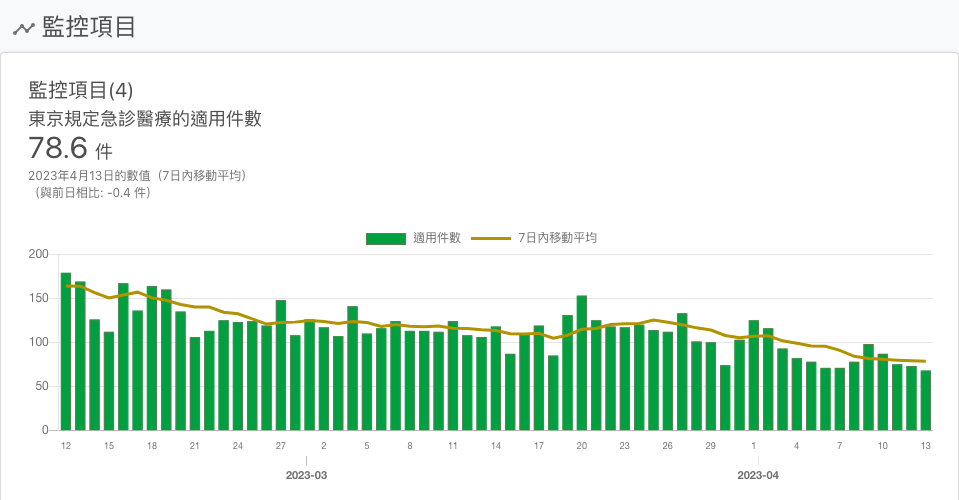 監控項目
監控項目(4)
東京規定急診醫療的適用件數
78.6 件
2023年4月13日的數值（7日內移動平均）
（與前日相比: -0.4 件）
適用件數 7日內移動平均
200
150
100
50
0
12 15 18 21 24 27 2 5 8 11 14 17 20 23 26 29 1 4 7 10 13
2023-03 2023-04